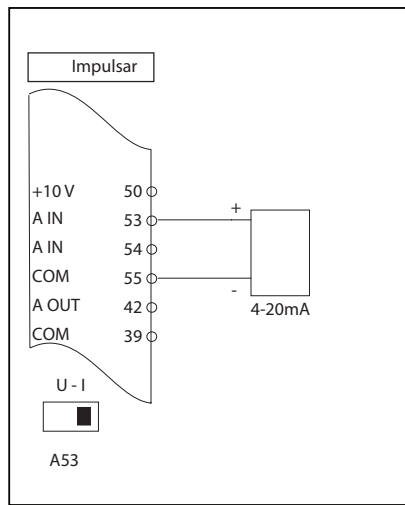 Impulsar
+10 V 50
A IN 53
+
A IN 54
COM 55
-
A OUT 42
4-20mA
COM 39
U - I
A53